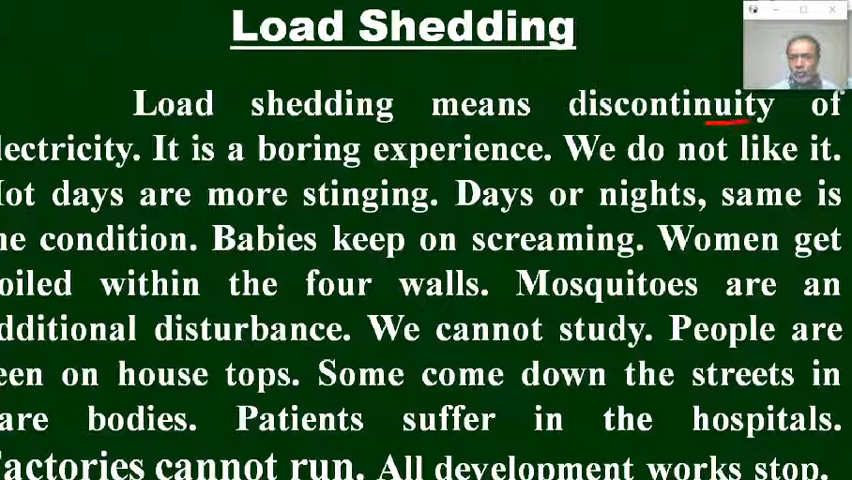 Load Shedding
Load shedding means discontinuity of
lectricity. It is a boring experience. We do not like it.
lot days are more stinging. Days or nights, same is
he condition. Babies keep on screaming. Women get
oiled within the four walls. Mosquitoes are an
dditional disturbance. We cannot study. People are
een on house tops. Some come down the streets in
are bodies. Patients suffer in the hospitals.
actories cannot run. All development works stop.